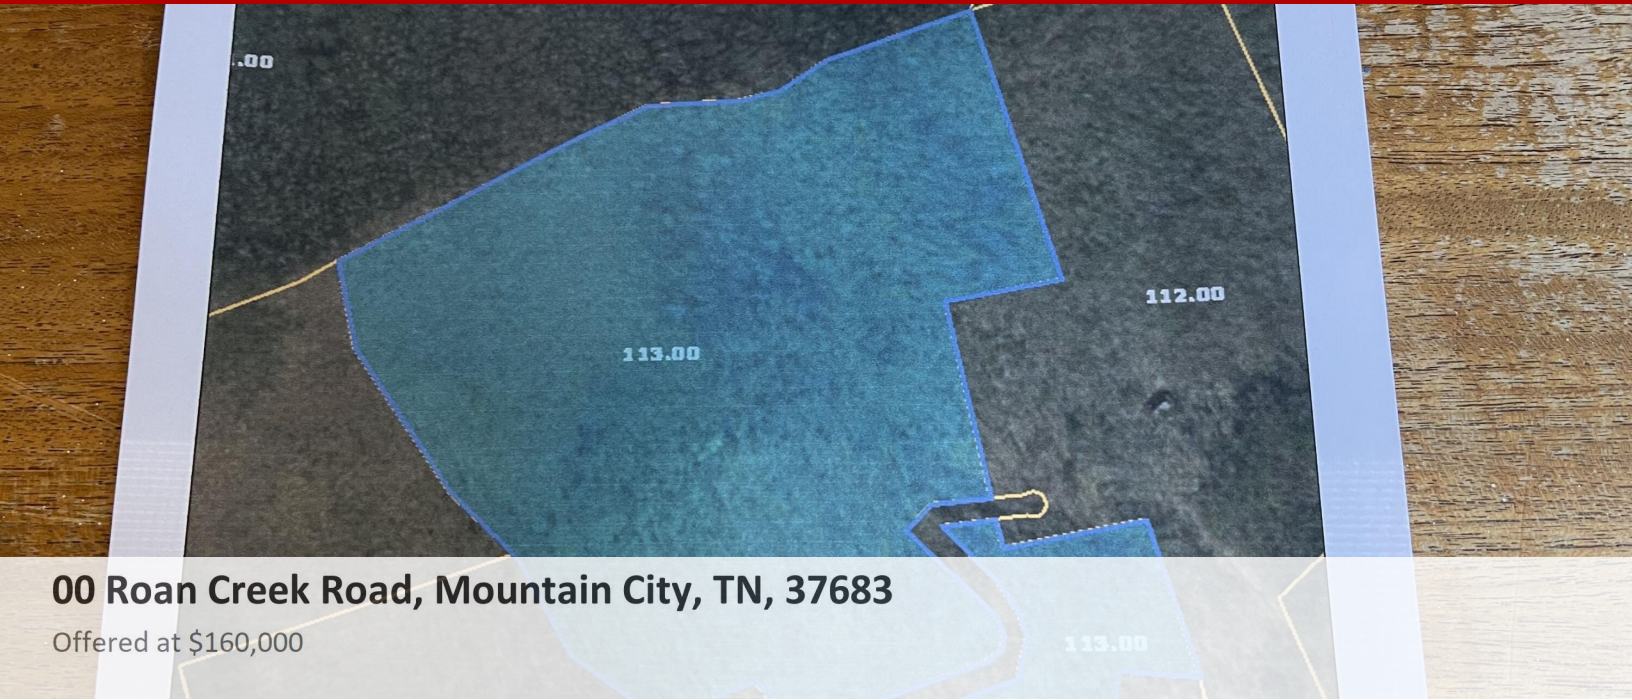 .00
112.00
113.00
00 Roan Creek Road, Mountain City, TN, 37683
Offered at $160,000
113.00